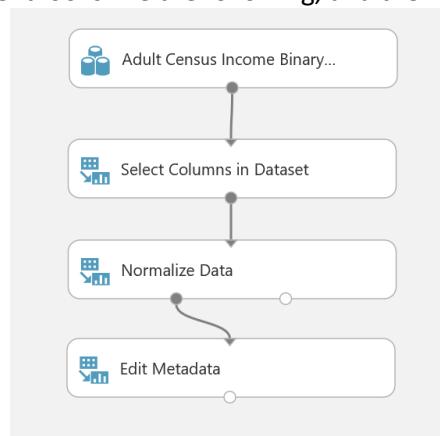 Adult Census Income Binary...
Select Columns in Dataset
Normalize Data
Edit Metadata